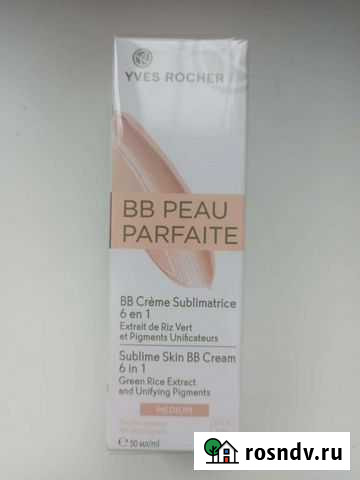 YVES ROCHER
BB PEAU
PARFAITE
BB Crème Sublimatrice
6 en 1
Extrait de Riz Vert
et Pigments Unificateurs
Sublime Skin BB Cream
6 in 1
Green Rice Extract
and Unifying Pigments
MEDIUM
50 мл/ml
rosndv.ru